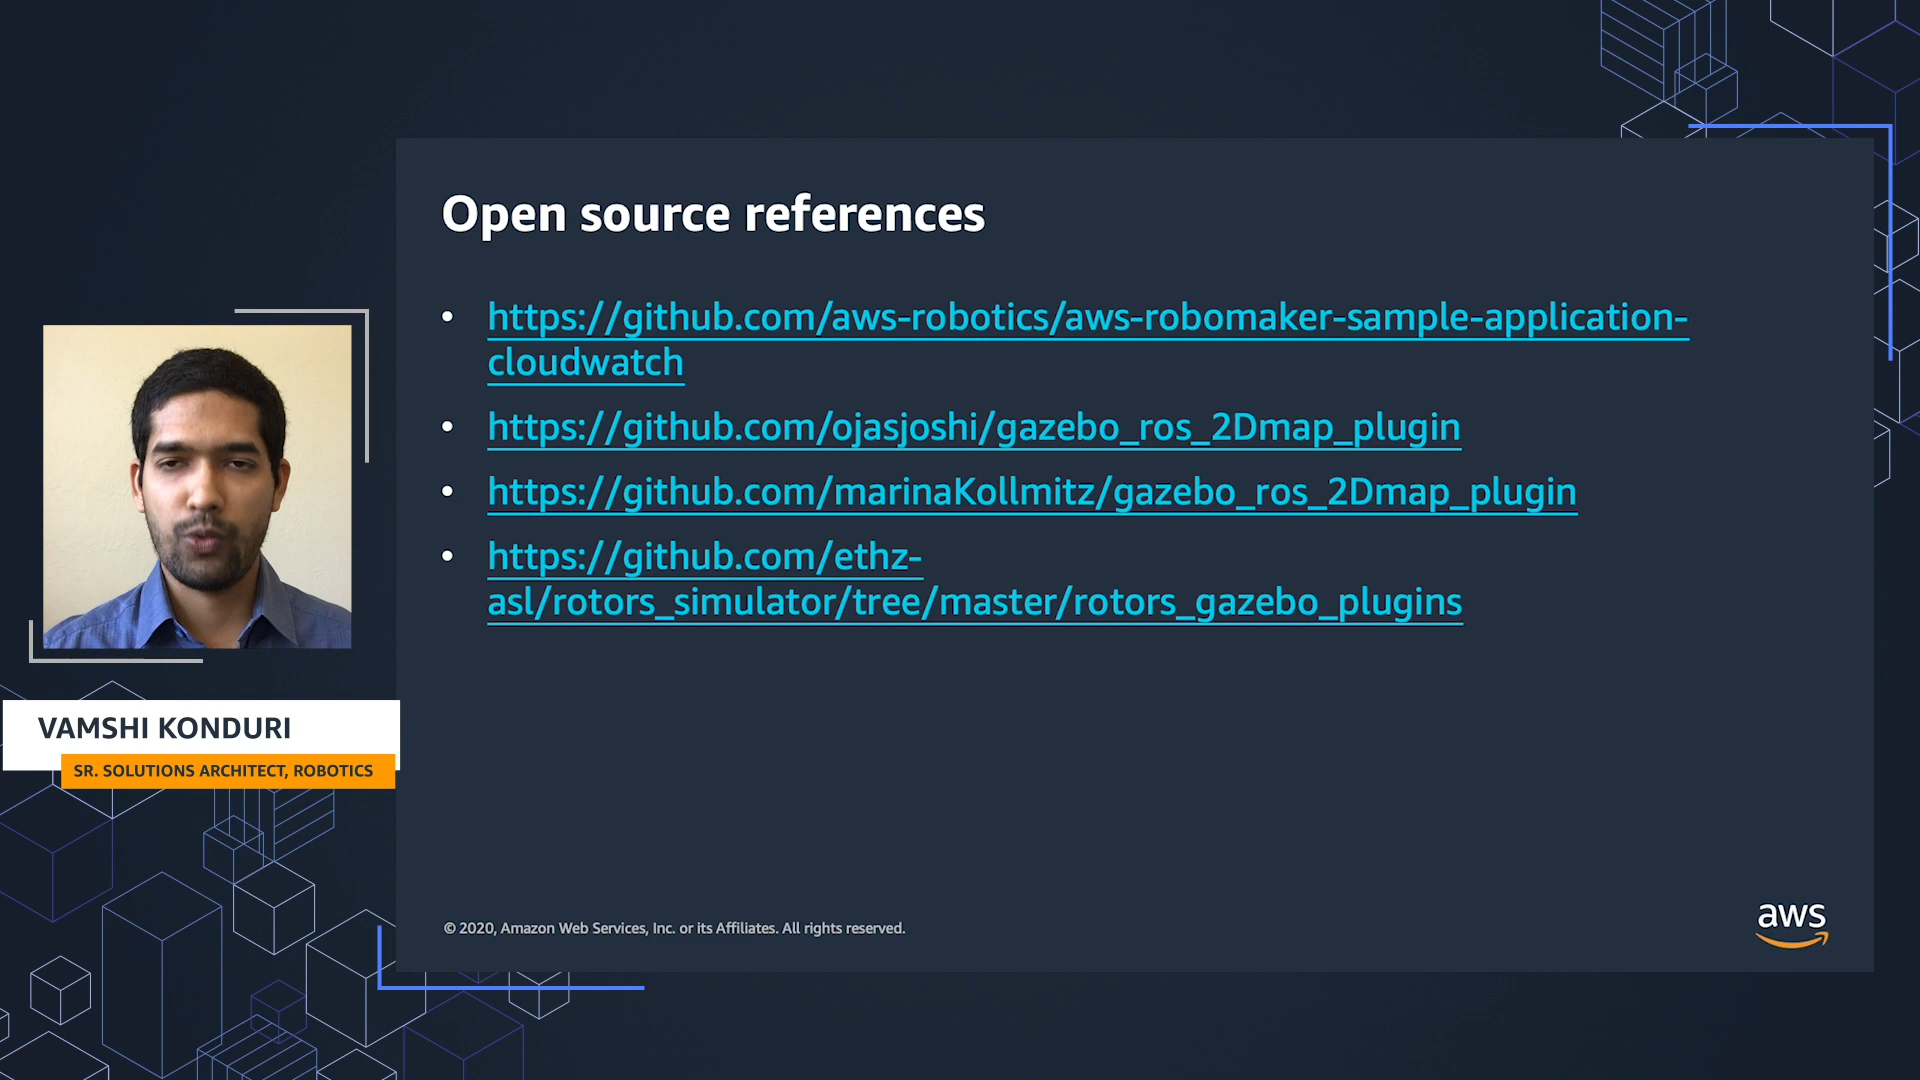 Open source references
• https://github.com/aws-robotics/aws-robomaker-sample-application-
cloudwatch
• https://github.com/ojasjoshi/gazebo_ros_2Dmap_plugin
• https://github.com/marinaKollmitz/gazebo_ros_2Dmap_plugin
• https://github.com/ethz-
asl/rotors_simulator/tree/master/rotors_gazebo_plugins
VAMSHI KONDURI
SR. SOLUTIONS ARCHITECT, ROBOTICS
© 2020, Amazon Web Services, Inc. or its Affiliates. All rights reserved.
aws